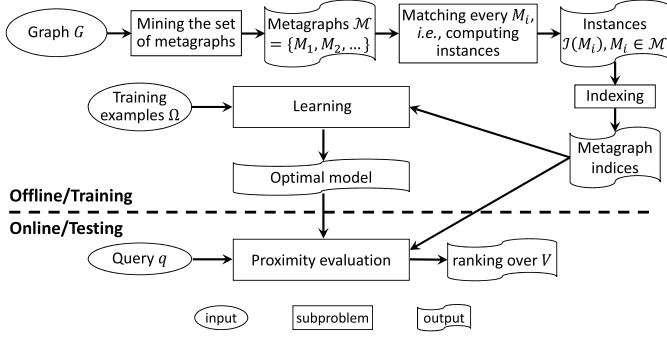 Graph G
Mining the set
of metagraphs
Metagraphs ℳ
= {M₁, M₂, …}
Matching every Mᵢ,
i.e., computing
instances
Instances
ℐ(Mᵢ), Mᵢ ∈ ℳ
Indexing
Training
examples Ω
Learning
Metagraph
indices
Optimal model
Offline/Training
Online/Testing
Query q
Proximity evaluation
ranking over V
input
subproblem
output